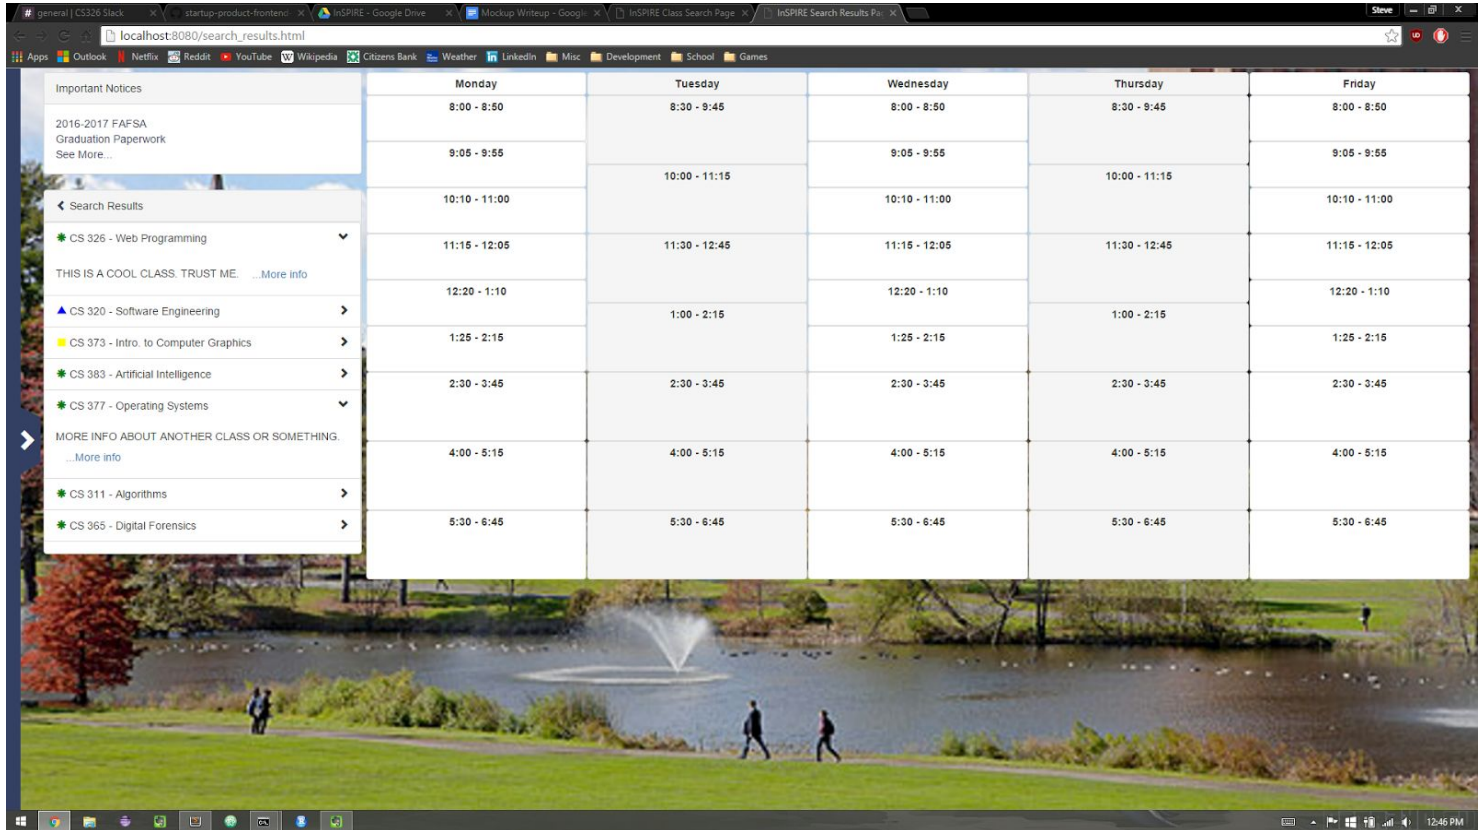 # general | CS326 Slack
startup-product-frontend
InSPIRE - Google Drive
Mockup Writeup - Google
InSPIRE Class Search Page
InSPIRE Search Results Pag
Steve
localhost:8080/search_results.html
Apps Outlook Netflix Reddit YouTube Wikipedia Citizens Bank Weather LinkedIn Misc Development School Games
Important Notices
2016-2017 FAFSA
Graduation Paperwork
See More...
Search Results
CS 326 - Web Programming
THIS IS A COOL CLASS. TRUST ME. ...More info
CS 320 - Software Engineering
CS 373 - Intro. to Computer Graphics
CS 383 - Artificial Intelligence
CS 377 - Operating Systems
MORE INFO ABOUT ANOTHER CLASS OR SOMETHING.
...More info
CS 311 - Algorithms
CS 365 - Digital Forensics
Monday Tuesday Wednesday Thursday Friday
8:00 - 8:50 8:30 - 9:45 8:00 - 8:50 8:30 - 9:45 8:00 - 8:50
9:05 - 9:55 9:05 - 9:55 9:05 - 9:55
10:00 - 11:15 10:00 - 11:15
10:10 - 11:00 10:10 - 11:00 10:10 - 11:00
11:15 - 12:05 11:30 - 12:45 11:15 - 12:05 11:30 - 12:45 11:15 - 12:05
12:20 - 1:10 12:20 - 1:10 12:20 - 1:10
1:00 - 2:15 1:00 - 2:15
1:25 - 2:15 1:25 - 2:15 1:25 - 2:15
2:30 - 3:45 2:30 - 3:45 2:30 - 3:45 2:30 - 3:45 2:30 - 3:45
4:00 - 5:15 4:00 - 5:15 4:00 - 5:15 4:00 - 5:15 4:00 - 5:15
5:30 - 6:45 5:30 - 6:45 5:30 - 6:45 5:30 - 6:45 5:30 - 6:45
12:46 PM